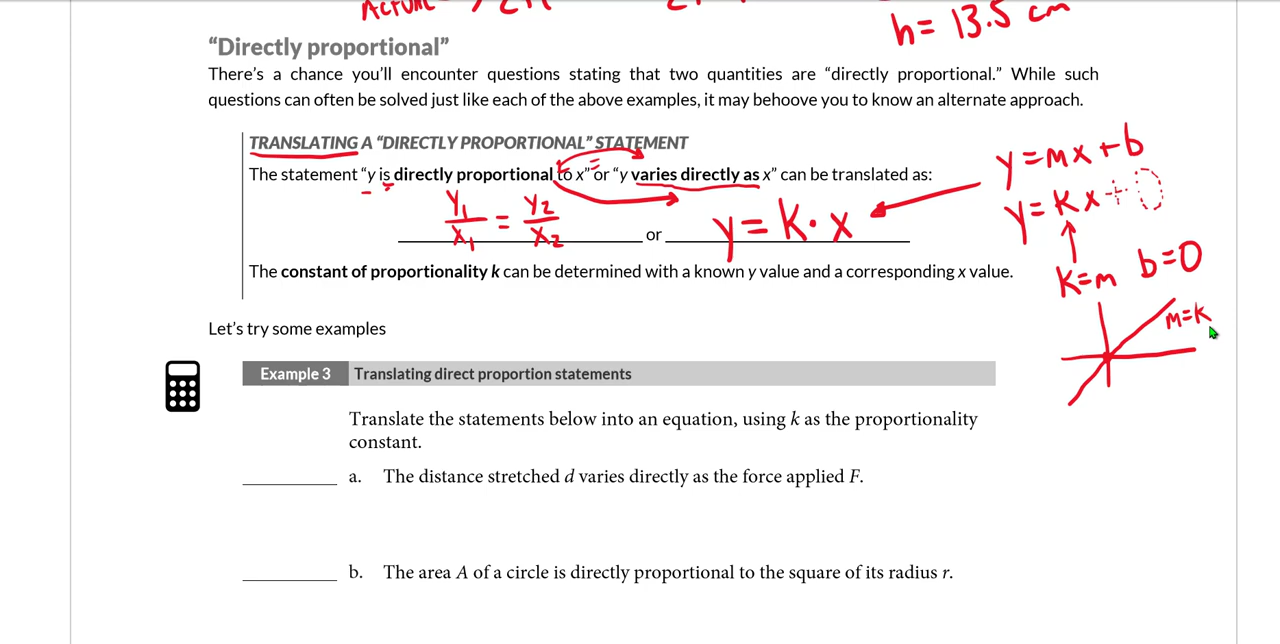 h = 13.5 cm
"Directly proportional"
There's a chance you'll encounter questions stating that two quantities are "directly proportional." While such
questions can often be solved just like each of the above examples, it may behoove you to know an alternate approach.
TRANSLATING A "DIRECTLY PROPORTIONAL" STATEMENT
The statement "y is directly proportional to x" or "y varies directly as x" can be translated as:
=
y = mx + b
y = kx + 0
Y1/X1 = Y2/X2 or y = k · x
k = m b = 0
The constant of proportionality k can be determined with a known y value and a corresponding x value.
m = k
Let's try some examples
Example 3 Translating direct proportion statements
Translate the statements below into an equation, using k as the proportionality
constant.
a. The distance stretched d varies directly as the force applied F.
b. The area A of a circle is directly proportional to the square of its radius r.